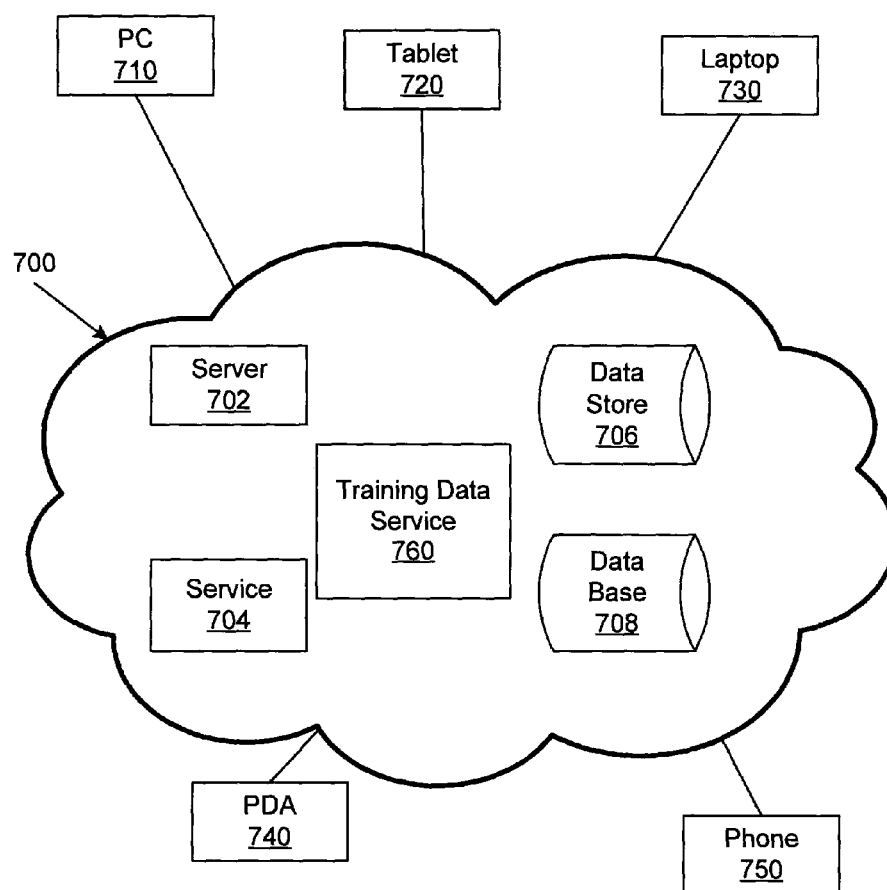 PC
710
Tablet
720
Laptop
730
700
Server
702
Data
Store
706
Training Data
Service
760
Service
704
Data
Base
708
PDA
740
Phone
750